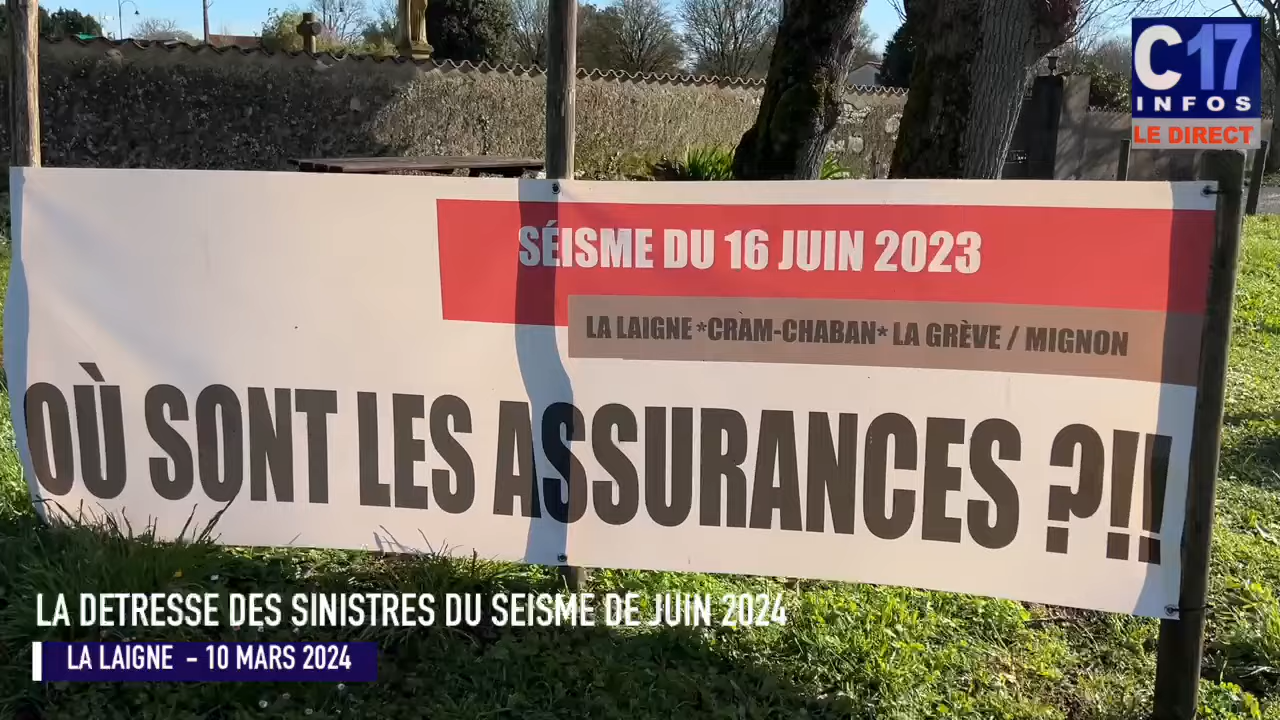 C17
INFOS
LE DIRECT
SÉISME DU 16 JUIN 2023
LA LAIGNE *CRAM-CHABAN* LA GRÈVE / MIGNON
OÙ SONT LES ASSURANCES ?!!
LA DETRESSE DES SINISTRES DU SEISME DE JUIN 2024
LA LAIGNE - 10 MARS 2024